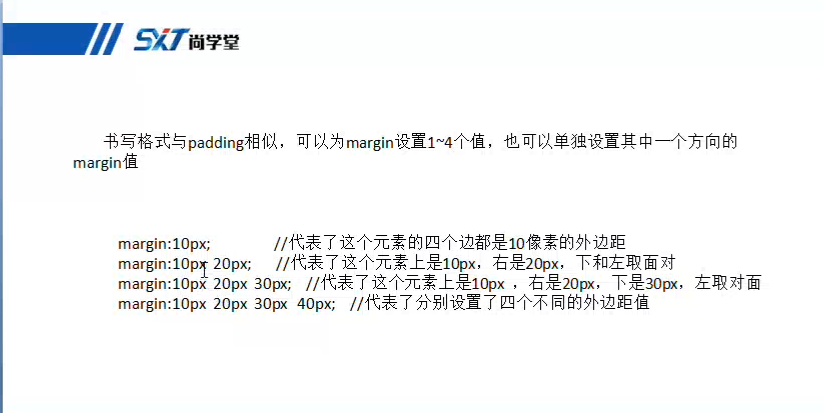 SXT尚学堂
书写格式与padding相似，可以为margin设置1~4个值，也可以单独设置其中一个方向的
margin值
margin:10px; //代表了这个元素的四个边都是10像素的外边距
margin:10px 20px; //代表了这个元素上是10px，右是20px，下和左取面对
margin:10px 20px 30px; //代表了这个元素上是10px ，右是20px，下是30px，左取对面
margin:10px 20px 30px 40px; //代表了分别设置了四个不同的外边距值